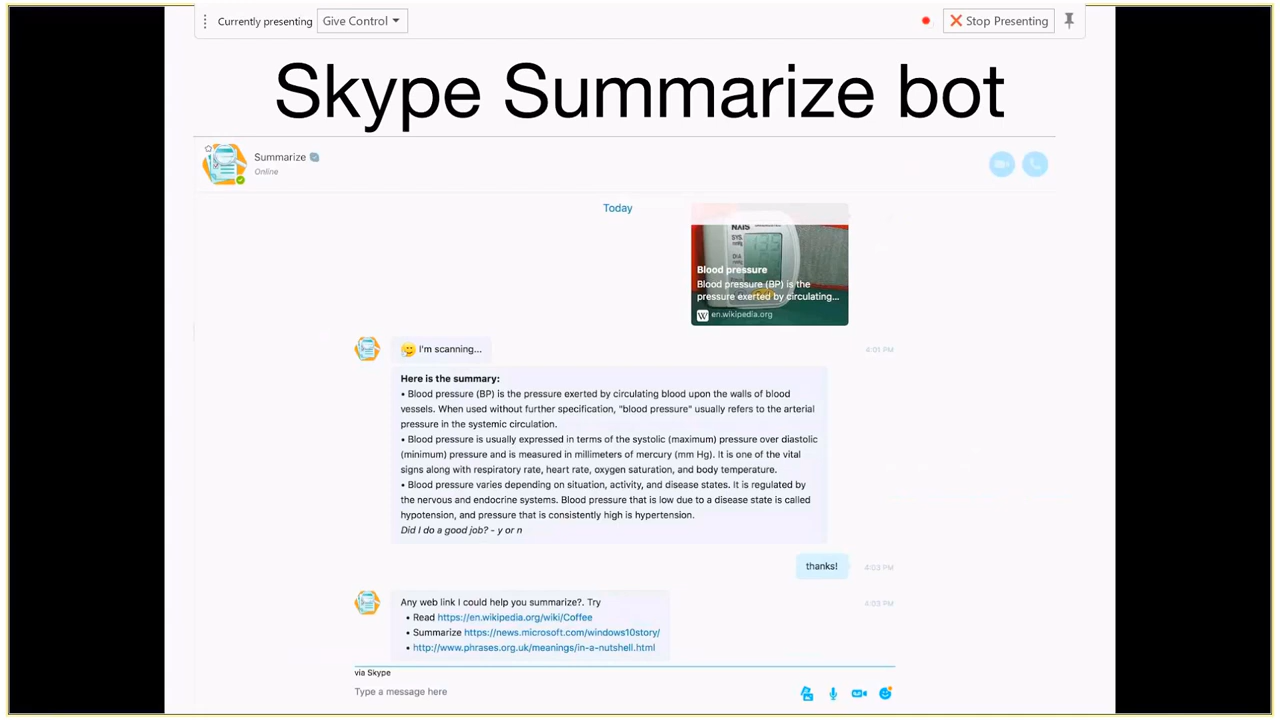 Currently presenting Give Control Stop Presenting
Skype Summarize bot
Summarize
Online
Today
NAIS
SYS.
135
DIA
Blood pressure
Blood pressure (BP) is the
pressure exerted by circulating...
W en.wikipedia.org
I'm scanning... 4:01 PM
Here is the summary:
• Blood pressure (BP) is the pressure exerted by circulating blood upon the walls of blood
vessels. When used without further specification, "blood pressure" usually refers to the arterial
pressure in the systemic circulation.
• Blood pressure is usually expressed in terms of the systolic (maximum) pressure over diastolic
(minimum) pressure and is measured in millimeters of mercury (mm Hg). It is one of the vital
signs along with respiratory rate, heart rate, oxygen saturation, and body temperature.
• Blood pressure varies depending on situation, activity, and disease states. It is regulated by
the nervous and endocrine systems. Blood pressure that is low due to a disease state is called
hypotension, and pressure that is consistently high is hypertension.
Did I do a good job? - y or n
thanks! 4:03 PM
Any web link I could help you summarize?. Try 4:03 PM
• Read https://en.wikipedia.org/wiki/Coffee
• Summarize https://news.microsoft.com/windows10story/
• http://www.phrases.org.uk/meanings/in-a-nutshell.html
via Skype
Type a message here